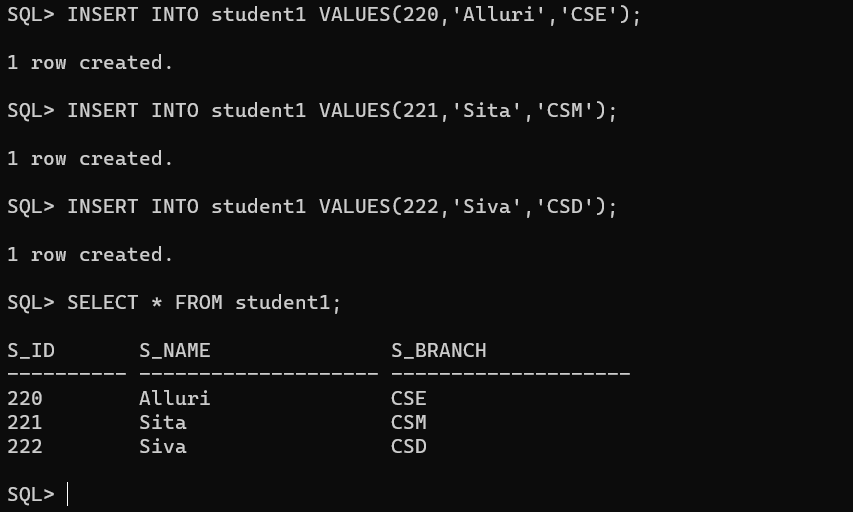 SQL> INSERT INTO student1 VALUES(220,'Alluri','CSE');
1 row created.
SQL> INSERT INTO student1 VALUES(221,'Sita','CSM');
1 row created.
SQL> INSERT INTO student1 VALUES(222,'Siva','CSD');
1 row created.
SQL> SELECT * FROM student1;
S_ID       S_NAME               S_BRANCH
---------- -------------------- --------------------
220        Alluri               CSE
221        Sita                 CSM
222        Siva                 CSD
SQL>